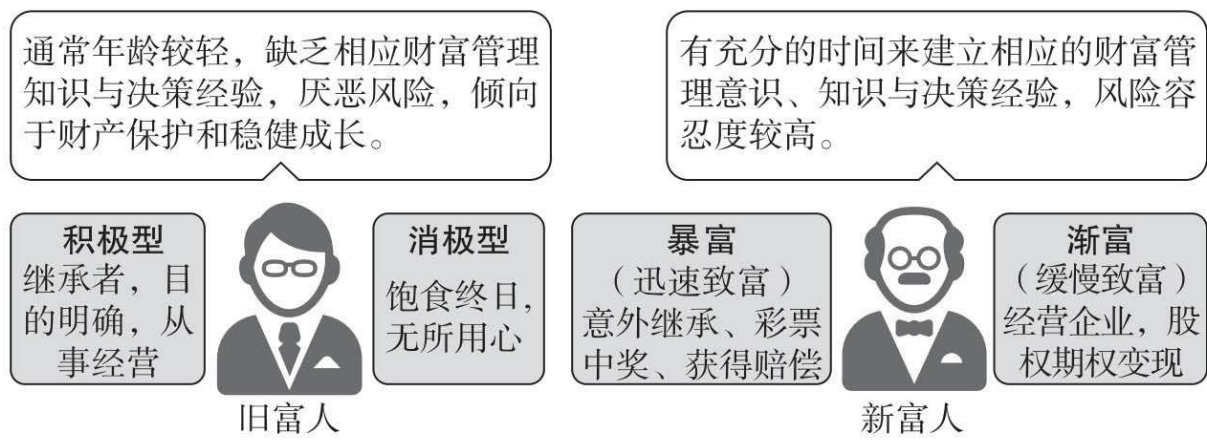 通常年龄较轻，缺乏相应财富管理
知识与决策经验，厌恶风险，倾向
于财产保护和稳健成长。
有充分的时间来建立相应的财富管
理意识、知识与决策经验，风险容
忍度较高。
积极型
继承者，目
的明确，从
事经营
消极型
饱食终日，
无所用心
暴富
（迅速致富）
意外继承、彩票
中奖、获得赔偿
渐富
（缓慢致富）
经营企业，股
权期权变现
旧富人
新富人